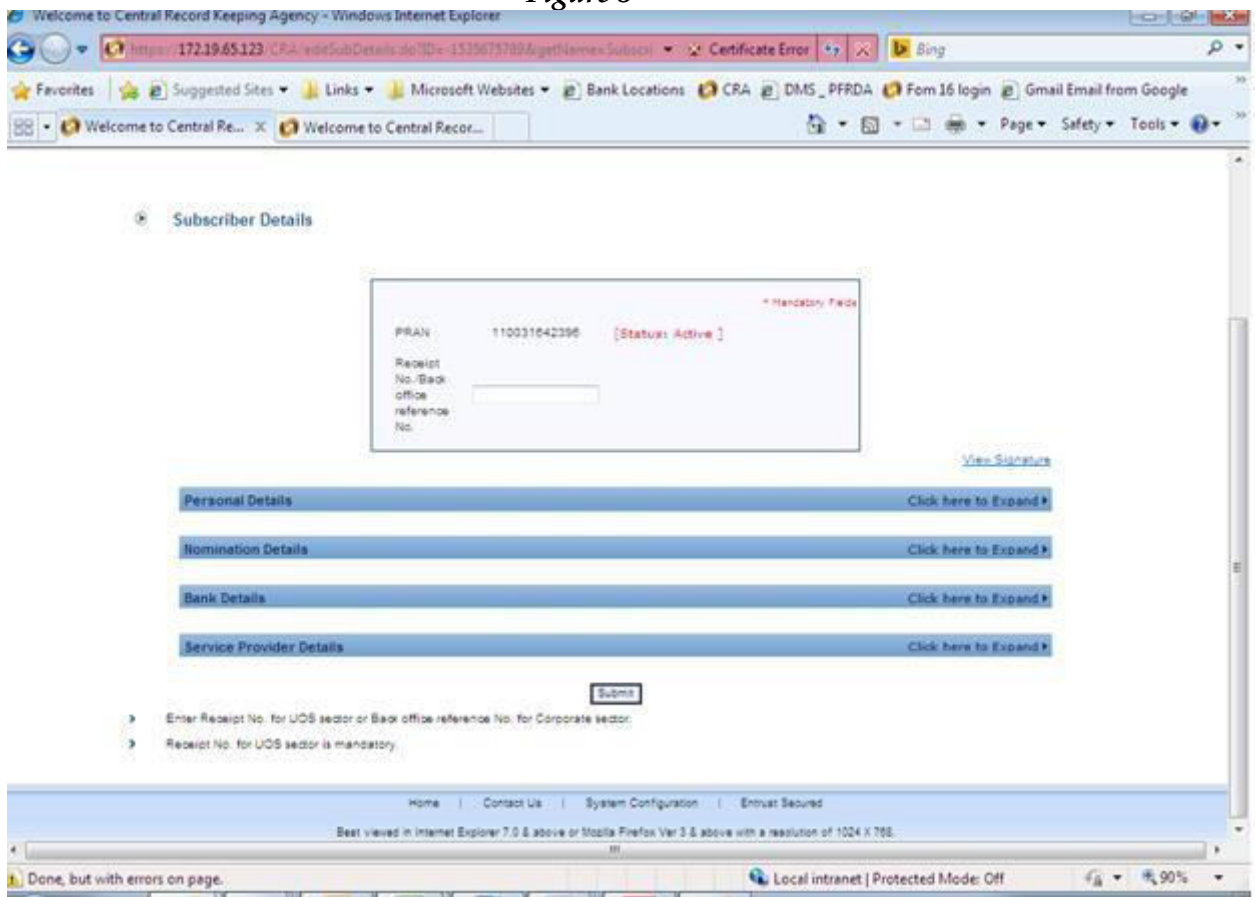 Figure 8
Welcome to Central Record Keeping Agency - Windows Internet Explorer
172.19.65.123 Certificate Error Bing
Favorites Suggested Sites Links Microsoft Websites Bank Locations CRA DMS_PFRDA Fom 16 login Gmail Email from Google
Welcome to Central Re... X Welcome to Central Recor... Page Safety Tools
Subscriber Details
* Mandatory Fields
PRAN 110031642396 [Status: Active ]
Receipt
No./Back
office
reference
No.
View Signature
Personal Details Click here to Expand
Nomination Details Click here to Expand
Bank Details Click here to Expand
Service Provider Details Click here to Expand
Submit
Enter Receipt No. for UOS sector or Back office reference No. for Corporate sector.
Receipt No. for UOS sector is mandatory.
Home | Contact Us | System Configuration | Entrust Secured
Best viewed in Internet Explorer 7.0 & above or Mozilla Firefox Ver 3 & above with a resolution of 1024 X 768.
Done, but with errors on page. Local intranet | Protected Mode: Off 90%